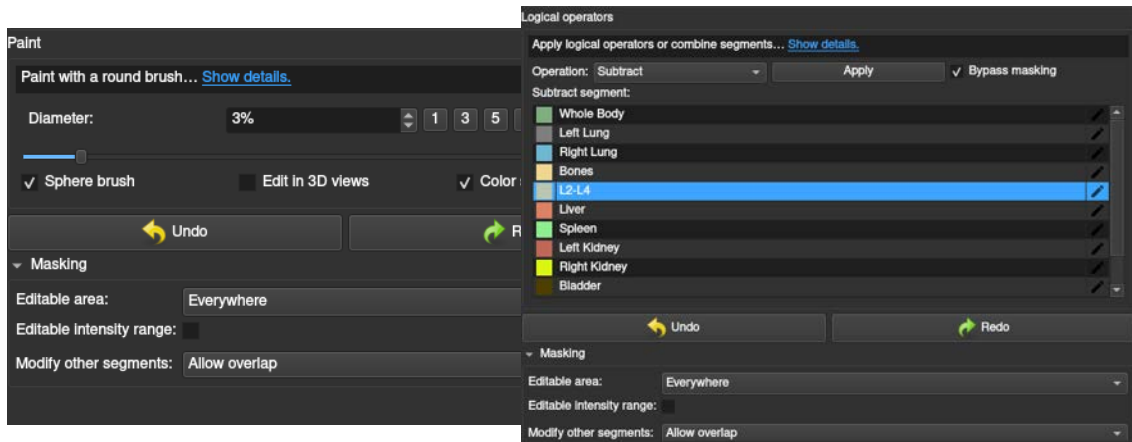 Paint
Paint with a round brush... Show details.
Diameter: 3% 1 3 5
Sphere brush Edit in 3D views Color
Undo
Masking
Editable area: Everywhere
Editable intensity range:
Modify other segments: Allow overlap
Logical operators
Apply logical operators or combine segments... Show details.
Operation: Subtract Apply Bypass masking
Subtract segment:
Whole Body
Left Lung
Right Lung
Bones
L2-L4
Liver
Spleen
Left Kidney
Right Kidney
Bladder
Undo Redo
Masking
Editable area: Everywhere
Editable intensity range:
Modify other segments: Allow overlap